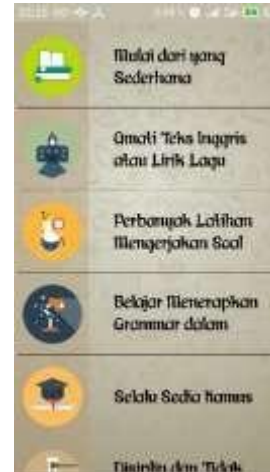 Mulai dari yang
Sederhana
Amati Teks Inggris
atau Lirik Lagu
Perbanyak Latihan
Mengerjakan Soal
Belajar Menerapkan
Grammar dalam
Selalu Sedia Kamus
Disiplin dan Tidak